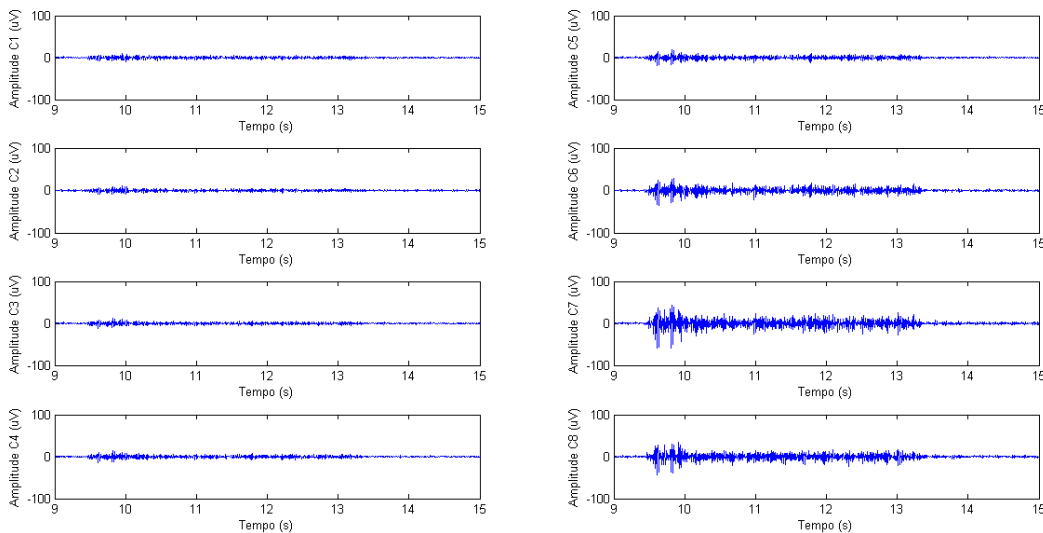 Amplitude C1 (uV)
100
0
-100
9 10 11 12 13 14 15
Tempo (s)
Amplitude C2 (uV)
100
0
-100
9 10 11 12 13 14 15
Tempo (s)
Amplitude C3 (uV)
100
0
-100
9 10 11 12 13 14 15
Tempo (s)
Amplitude C4 (uV)
100
0
-100
9 10 11 12 13 14 15
Tempo (s)
Amplitude C5 (uV)
100
0
-100
9 10 11 12 13 14 15
Tempo (s)
Amplitude C6 (uV)
100
0
-100
9 10 11 12 13 14 15
Tempo (s)
Amplitude C7 (uV)
100
0
-100
9 10 11 12 13 14 15
Tempo (s)
Amplitude C8 (uV)
100
0
-100
9 10 11 12 13 14 15
Tempo (s)